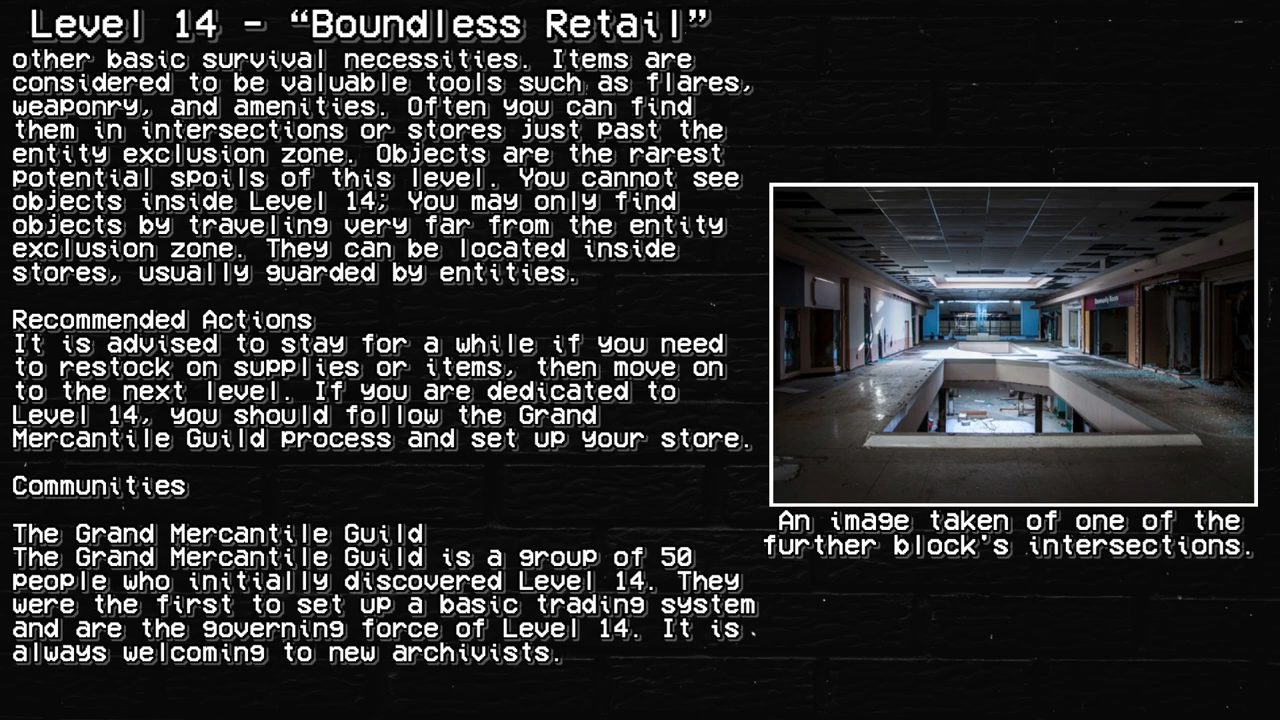 Level 14 - “Boundless Retail”
other basic survival necessities. Items are
considered to be valuable tools such as flares,
weaponry, and amenities. Often you can find
them in intersections or stores just past the
entity exclusion zone. Objects are the rarest
potential spoils of this level. You cannot see
objects inside Level 14; You may only find
objects by traveling very far from the entity
exclusion zone. They can be located inside
stores, usually guarded by entities.
Recommended Actions
It is advised to stay for a while if you need
to restock on supplies or items, then move on
to the next level. If you are dedicated to
Level 14, you should follow the Grand
Mercantile Guild process and set up your store.
Communities
The Grand Mercantile Guild
The Grand Mercantile Guild is a group of 50
people who initially discovered Level 14. They
were the first to set up a basic trading system
and are the governing force of Level 14. It is
always welcoming to new archivists.
An image taken of one of the
further block's intersections.